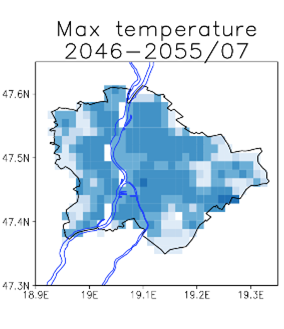 Max temperature
2046-2055/07
47.6N
47.5N
47.4N
47.3N
18.9E 19E 19.1E 19.2E 19.3E